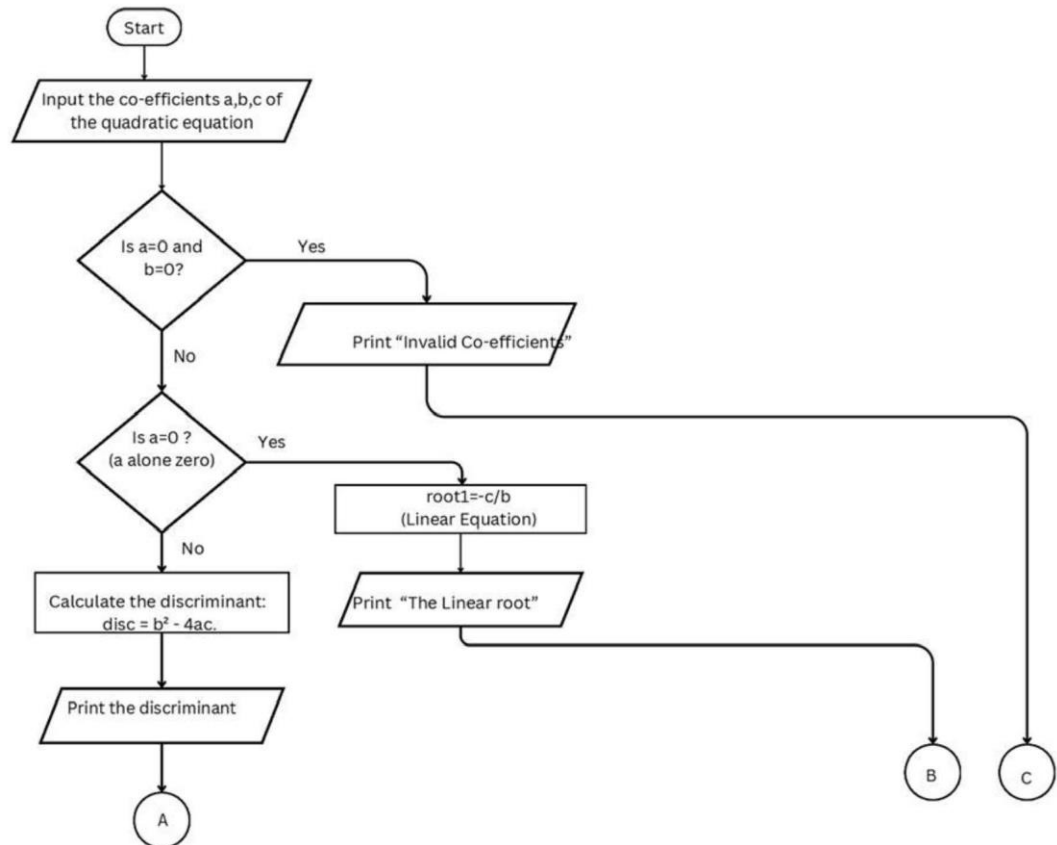 Start
Input the co-efficients a,b,c of
the quadratic equation
Is a=0 and
b=0?
Yes
Print “Invalid Co-efficients”
No
Is a=0 ?
(a alone zero)
Yes
root1=-c/b
(Linear Equation)
No
Print “The Linear root”
Calculate the discriminant:
disc = b² - 4ac.
Print the discriminant
B
C
A